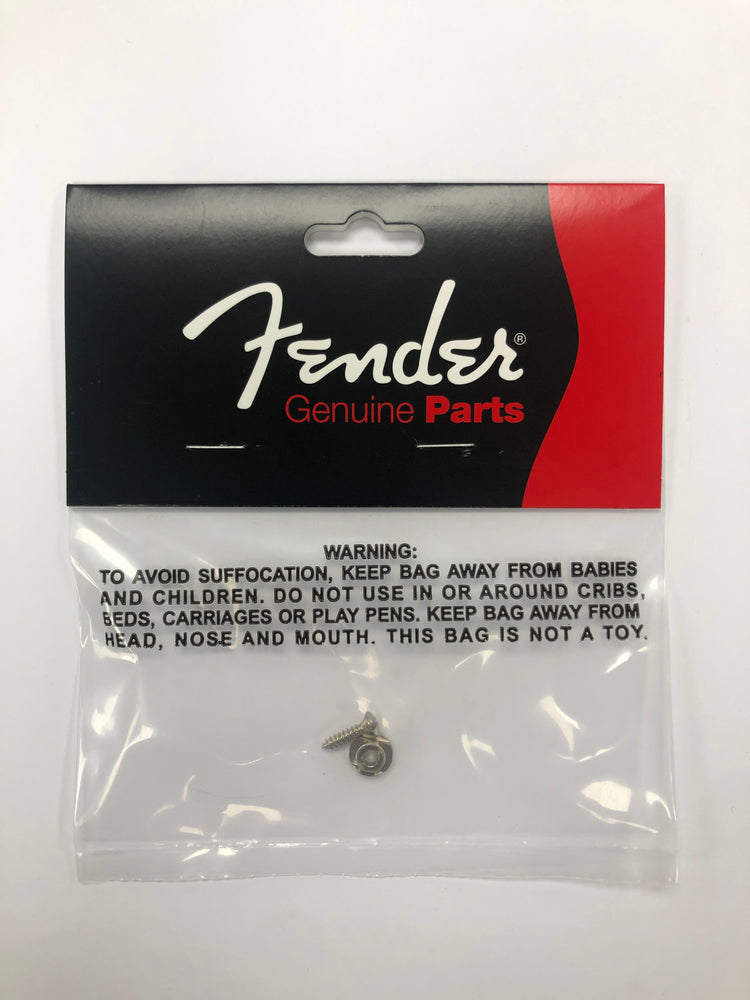 Fender®
Genuine Parts
WARNING:
TO AVOID SUFFOCATION, KEEP BAG AWAY FROM BABIES
AND CHILDREN. DO NOT USE IN OR AROUND CRIBS,
BEDS, CARRIAGES OR PLAY PENS. KEEP BAG AWAY FROM
HEAD, NOSE AND MOUTH. THIS BAG IS NOT A TOY.